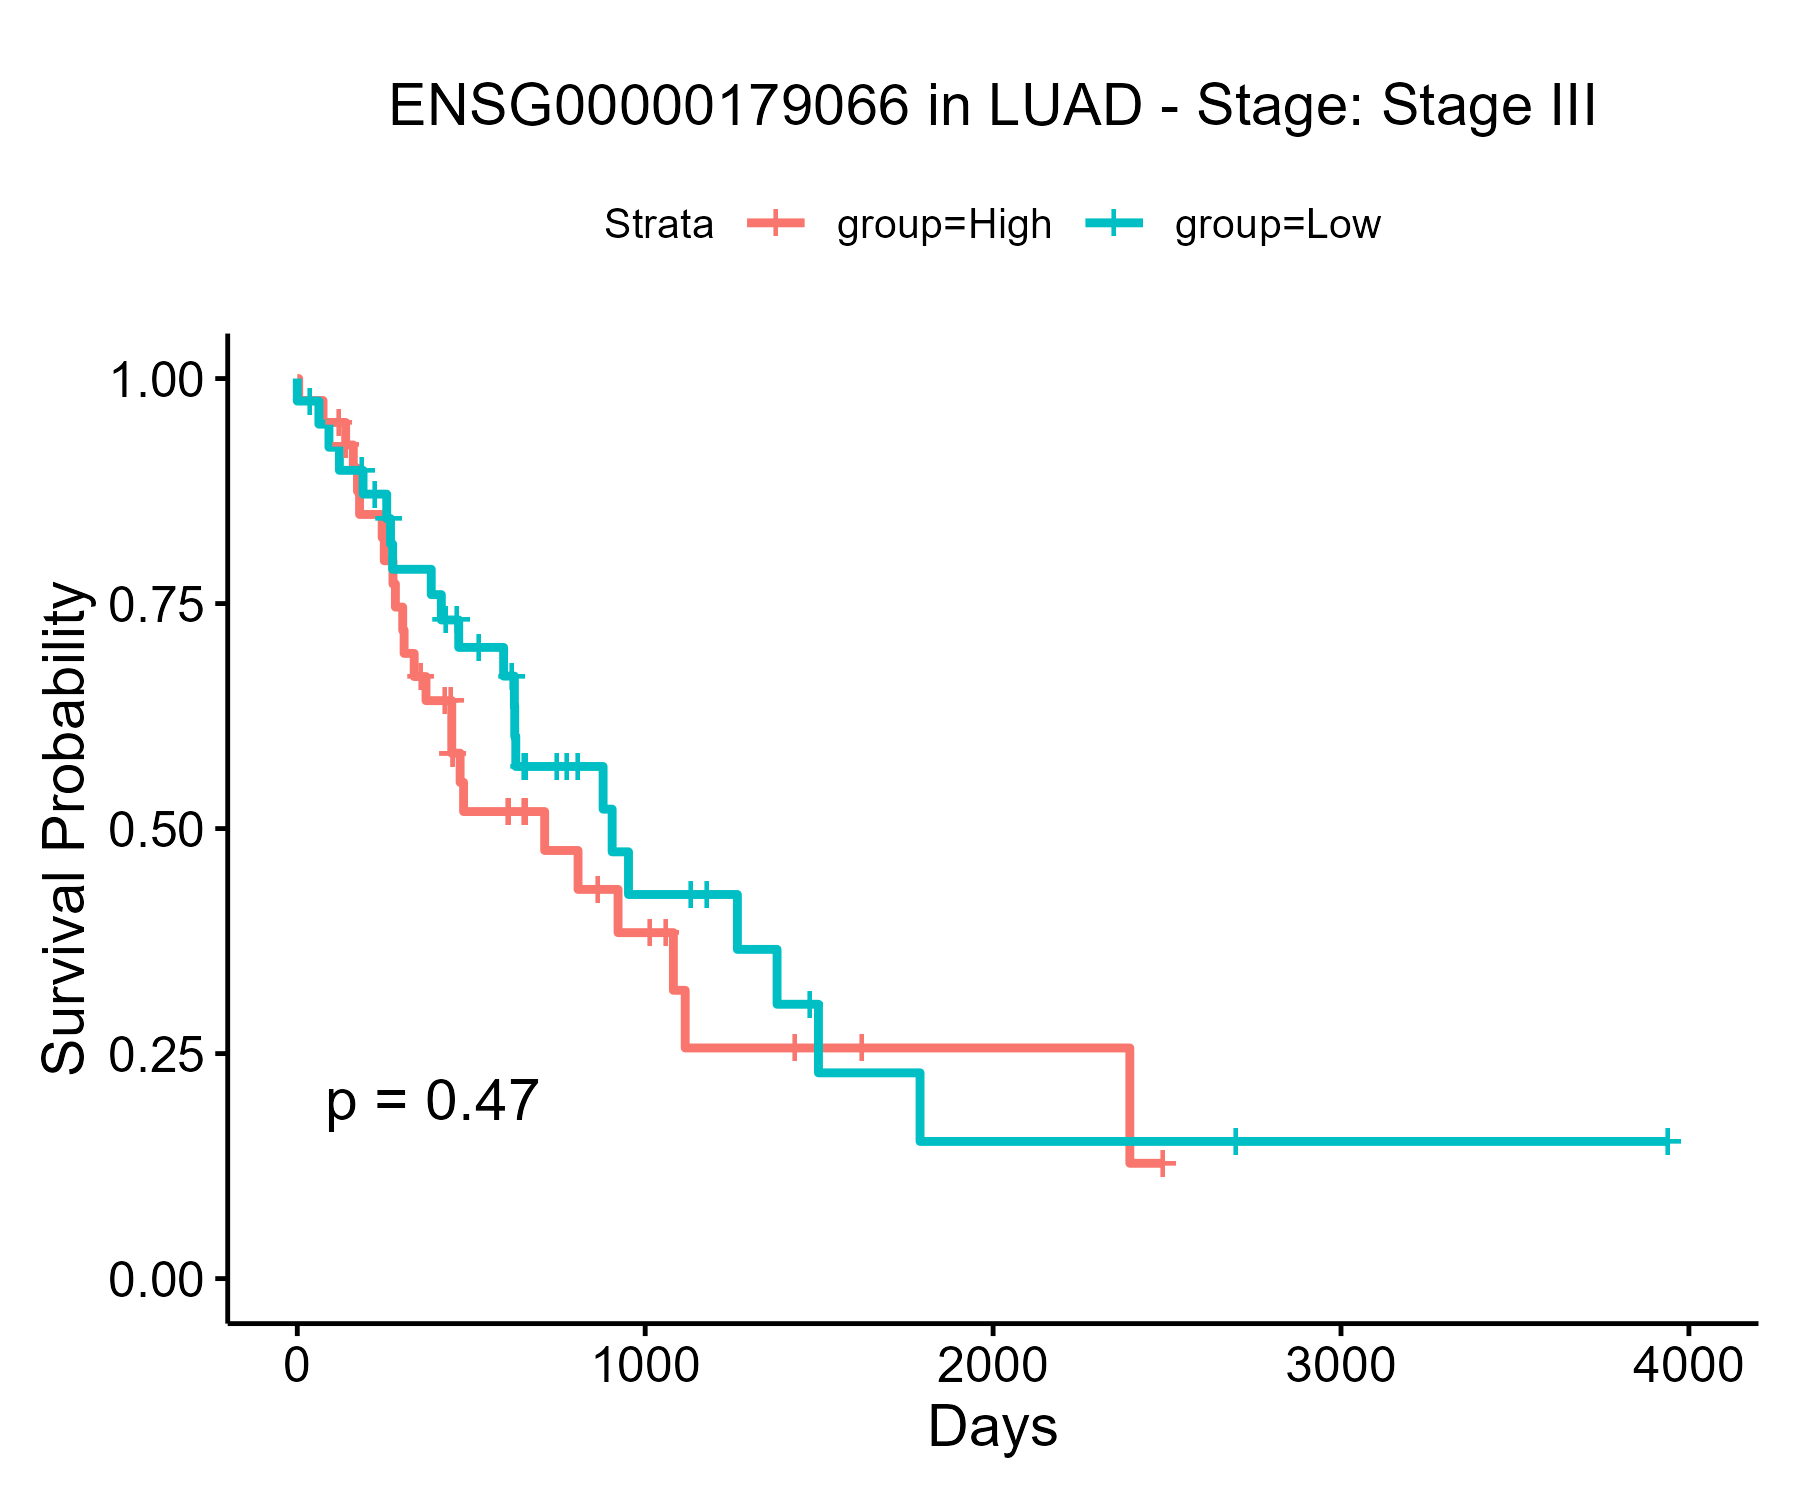 ENSG00000179066 in LUAD - Stage: Stage III
Strata group=High group=Low
Survival Probability
1.00
0.75
0.50
0.25
0.00
p = 0.47
0 1000 2000 3000 4000
Days